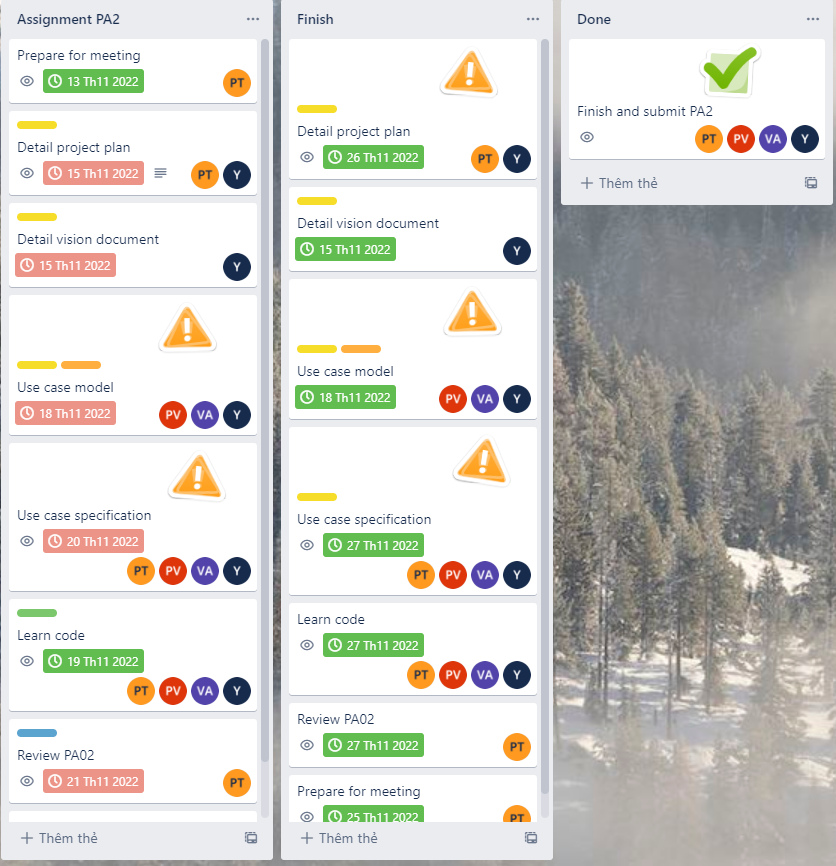 Assignment PA2
Prepare for meeting
13 Th11 2022
PT
Detail project plan
15 Th11 2022
PT Y
Detail vision document
15 Th11 2022
Y
Use case model
18 Th11 2022
PV VA Y
Use case specification
20 Th11 2022
PT PV VA Y
Learn code
19 Th11 2022
PT PV VA Y
Review PA02
21 Th11 2022
PT
Thêm thẻ
Finish
Detail project plan
26 Th11 2022
PT Y
Detail vision document
15 Th11 2022
Y
Use case model
18 Th11 2022
PV VA Y
Use case specification
27 Th11 2022
PT PV VA Y
Learn code
27 Th11 2022
PT PV VA Y
Review PA02
27 Th11 2022
PT
Prepare for meeting
25 Th11 2022
PT
Thêm thẻ
Done
Finish and submit PA2
PT PV VA Y
Thêm thẻ